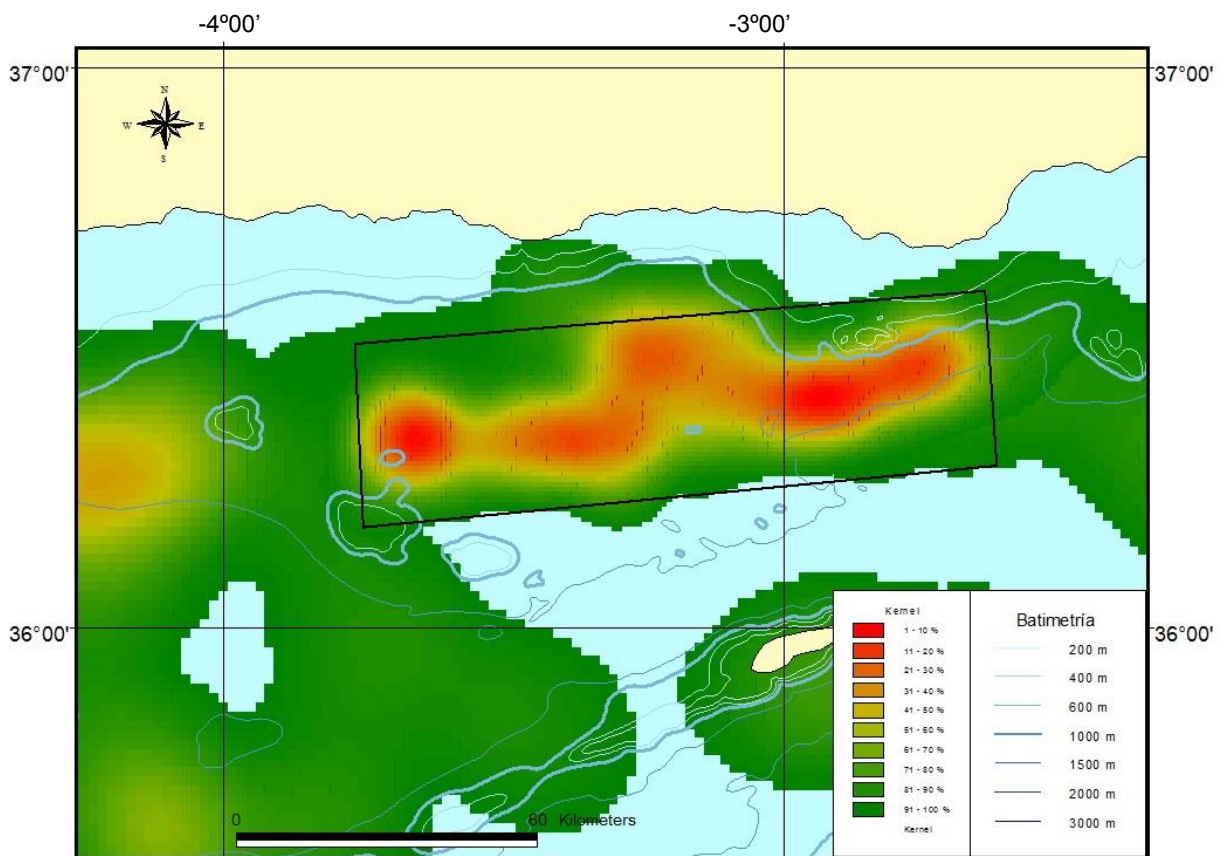 -4º00'
-3º00'
37°00'
37°00'
N
W
E
S
36°00'
36°00'
0
60 Kilometers
Kernel
1 - 10 %
11 - 20 %
21 - 30 %
31 - 40 %
41 - 50 %
51 - 60 %
61 - 70 %
71 - 80 %
81 - 90 %
91 - 100 %
Kernel
Batimetría
200 m
400 m
600 m
1000 m
1500 m
2000 m
3000 m